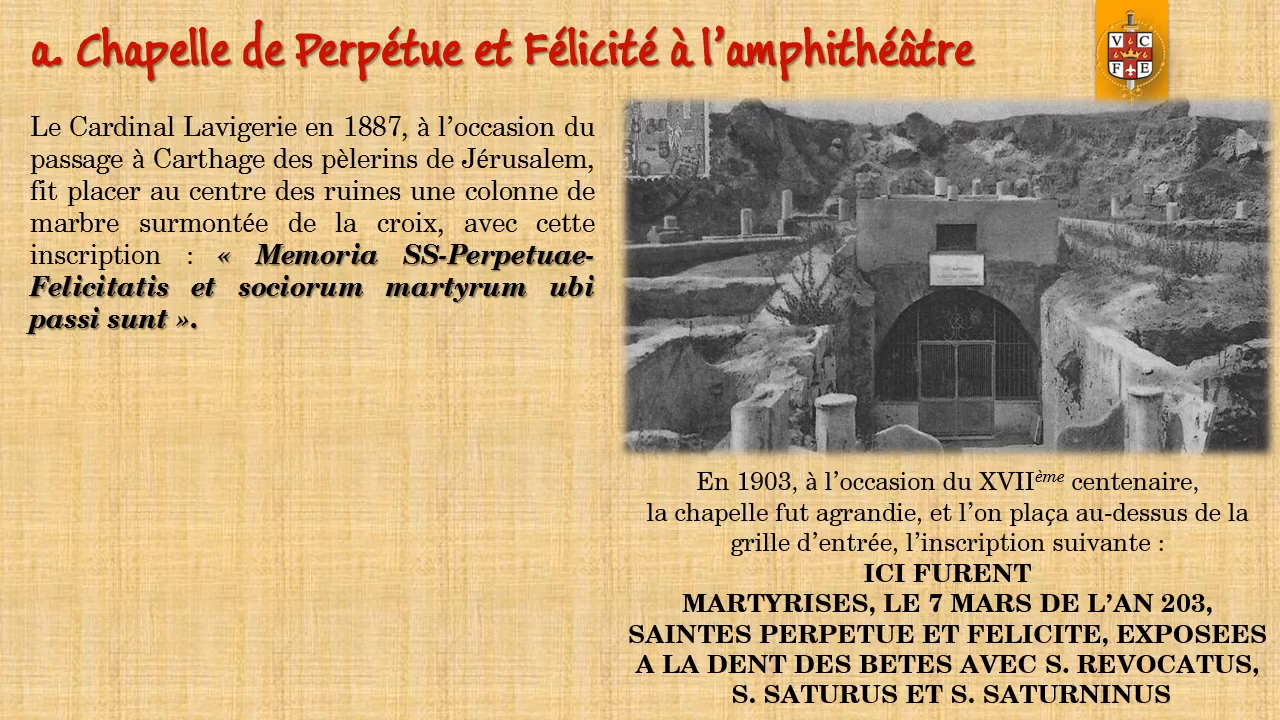 a. Chapelle de Perpétue et Félicité à l’amphithéâtre
V C
F E
Le Cardinal Lavigerie en 1887, à l’occasion du
passage à Carthage des pèlerins de Jérusalem,
fit placer au centre des ruines une colonne de
marbre surmontée de la croix, avec cette
inscription : « Memoria SS-Perpetuae-
Felicitatis et sociorum martyrum ubi
passi sunt ».
En 1903, à l’occasion du XVIIème centenaire,
la chapelle fut agrandie, et l’on plaça au-dessus de la
grille d’entrée, l’inscription suivante :
ICI FURENT
MARTYRISES, LE 7 MARS DE L’AN 203,
SAINTES PERPETUE ET FELICITE, EXPOSEES
A LA DENT DES BETES AVEC S. REVOCATUS,
S. SATURUS ET S. SATURNINUS